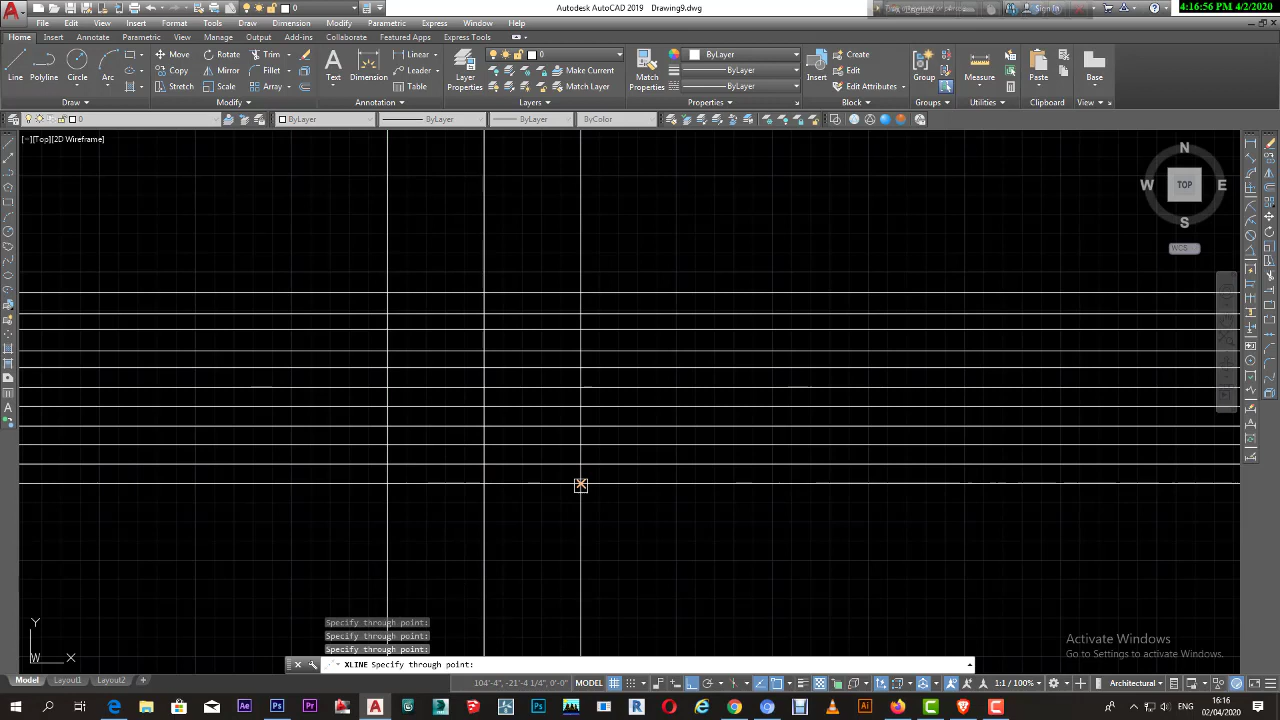 Autodesk AutoCAD 2019 Drawing9.dwg
Sign In
4:16:56 PM 4/2/2020
File Edit View Insert Format Tools Draw Dimension Modify Parametric Express Window Help
Home Insert Annotate Parametric View Manage Output Add-ins Collaborate Featured Apps Express Tools
Line Polyline Circle Arc
Move Rotate Trim
Copy Mirror Fillet
Stretch Scale Array
Text Dimension
Linear
Leader
Table
Layer Properties
0
Make Current
Match Layer
Match Properties
ByLayer
ByLayer
ByLayer
Insert
Create
Edit
Edit Attributes
Group Measure Paste Base
Draw Modify Annotation Layers Properties Block Groups Utilities Clipboard View
0 ByLayer ByLayer ByLayer ByColor
[−][Top][2D Wireframe]
N
W TOP E
S
WCS
Y
W X
Specify through point:
Specify through point:
Specify through point:
XLINE Specify through point:
Activate Windows
Go to Settings to activate Windows.
Model Layout1 Layout2 +
104'-4", -21'-4 1/4", 0'-0" MODEL 1:1 / 100% Architectural
ENG
16:16
02/04/2020